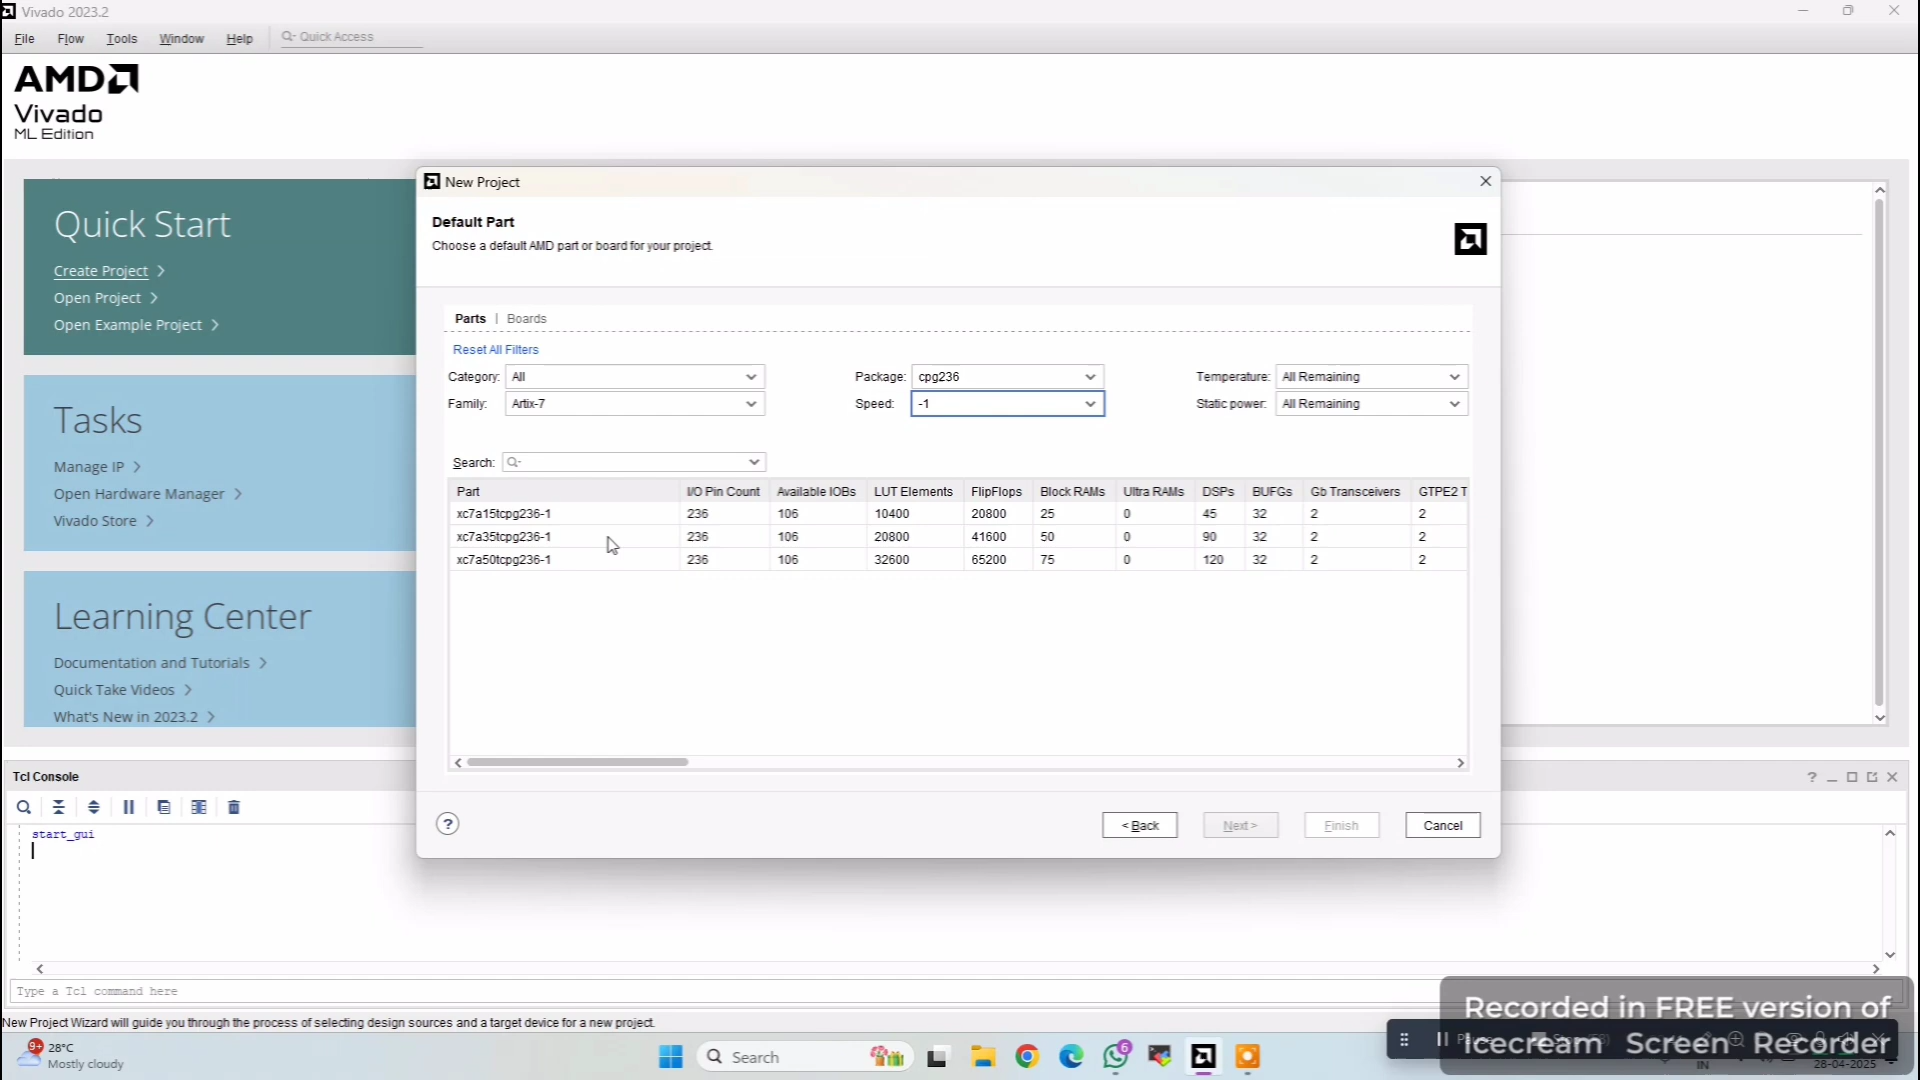 Vivado 2023.2
File Flow Tools Window Help Quick Access
AMD
Vivado
ML Edition
Quick Start
Create Project
Open Project
Open Example Project
Tasks
Manage IP
Open Hardware Manager
Vivado Store
Learning Center
Documentation and Tutorials
Quick Take Videos
What's New in 2023.2
New Project
Default Part
Choose a default AMD part or board for your project.
Parts | Boards
Reset All Filters
Category: All Package: cpg236 Temperature: All Remaining
Family: Artix-7 Speed: -1 Static power: All Remaining
Search:
Part I/O Pin Count Available IOBs LUT Elements FlipFlops Block RAMs Ultra RAMs DSPs BUFGs Gb Transceivers GTPE2 T
xc7a15tcpg236-1 236 106 10400 20800 25 0 45 32 2 2
xc7a35tcpg236-1 236 106 20800 41600 50 0 90 32 2 2
xc7a50tcpg236-1 236 106 32600 65200 75 0 120 32 2 2
? < Back Next > Finish Cancel
Tcl Console
start_gui
Type a Tcl command here
New Project Wizard will guide you through the process of selecting design sources and a target device for a new project.
9+ 28°C
Mostly cloudy
Search
6
Recorded in FREE version of
Icecream Screen Recorder
IN
28-04-2025